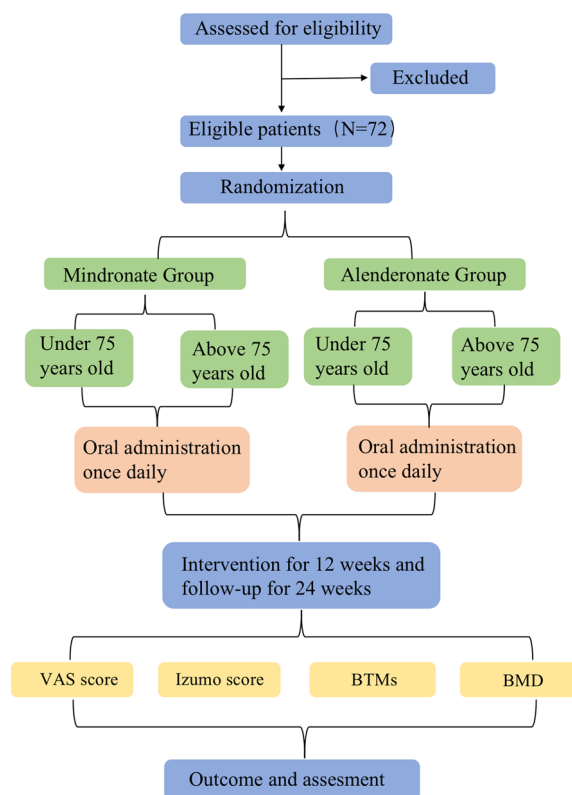 Assessed for eligibility
Excluded
Eligible patients（N=72）
Randomization
Mindronate Group
Alenderonate Group
Under 75
years old
Above 75
years old
Under 75
years old
Above 75
years old
Oral administration
once daily
Oral administration
once daily
Intervention for 12 weeks and
follow-up for 24 weeks
VAS score
Izumo score
BTMs
BMD
Outcome and assesment